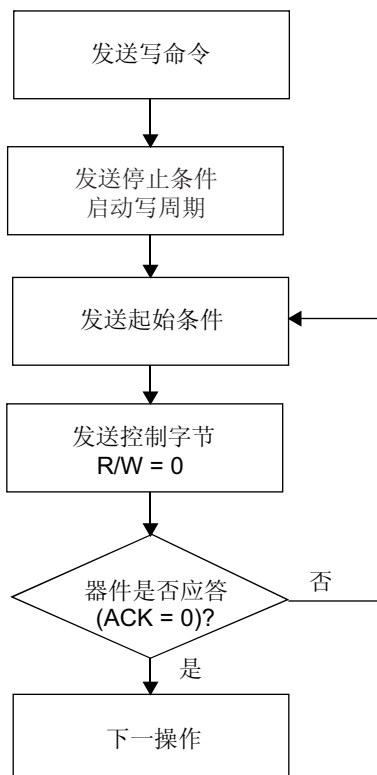 发送写命令
发送停止条件
启动写周期
发送起始条件
发送控制字节
R/W = 0
器件是否应答
(ACK = 0)?
否
是
下一操作